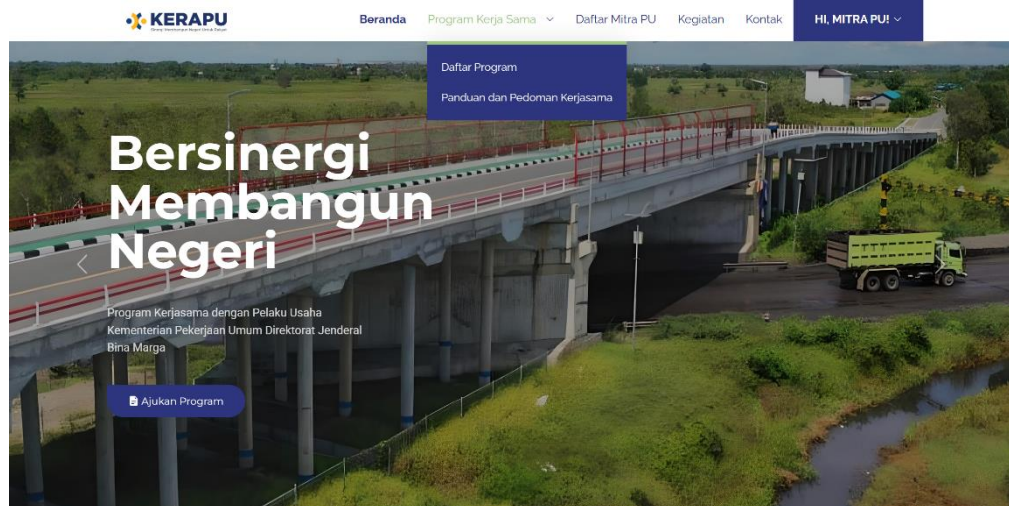 KERAPU
Beranda
Program Kerja Sama
Daftar Mitra PU
Kegiatan
Kontak
HI, MITRA PU!
Daftar Program
Panduan dan Pedoman Kerjasama
Bersinergi
Membangun
Negeri
Program Kerjasama dengan Pelaku Usaha
Kementerian Pekerjaan Umum Direktorat Jenderal
Bina Marga
Ajukan Program